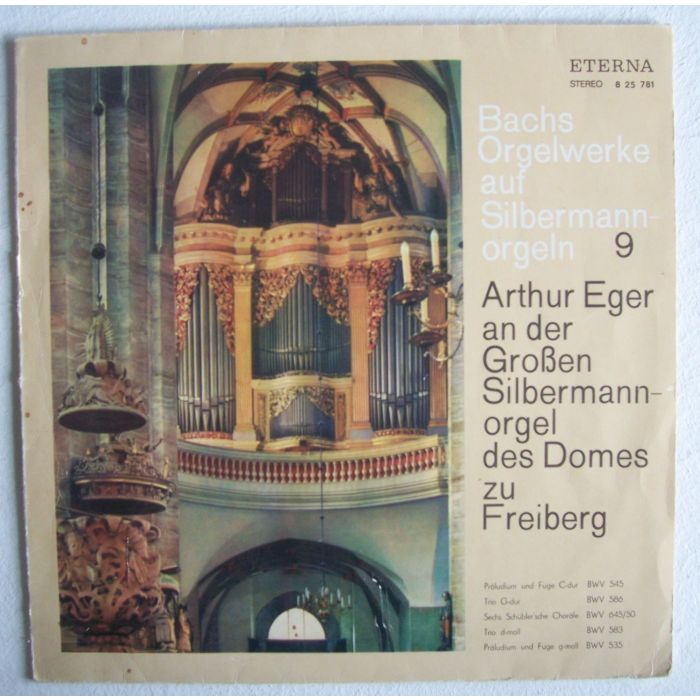 ETERNA
STEREO 8 25 781
Bachs
Orgelwerke
auf
Silbermann-
orgeln 9
Arthur Eger
an der
Großen
Silbermann-
orgel
des Domes
zu
Freiberg
Präludium und Fuge C-dur BWV 545
Trio G-dur BWV 586
Sechs Schübler'sche Choräle BWV 645/50
Trio d-moll BWV 583
Präludium und Fuge g-moll BWV 535